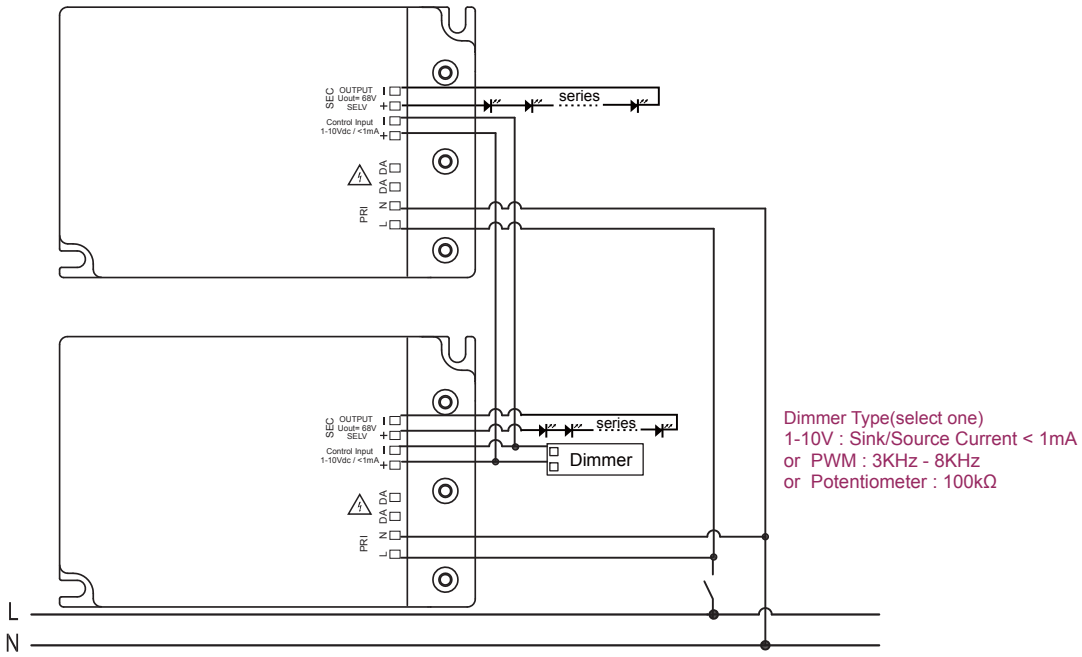 SEC
OUTPUT
Uout= 68V
SELV
Control Input
1-10Vdc / <1mA
+
+
DA
DA
PRI
N
L
series
SEC
OUTPUT
Uout= 68V
SELV
Control Input
1-10Vdc / <1mA
+
+
DA
DA
PRI
N
L
series
Dimmer
Dimmer Type(select one)
1-10V : Sink/Source Current < 1mA
or PWM : 3KHz - 8KHz
or Potentiometer : 100kΩ
L
N